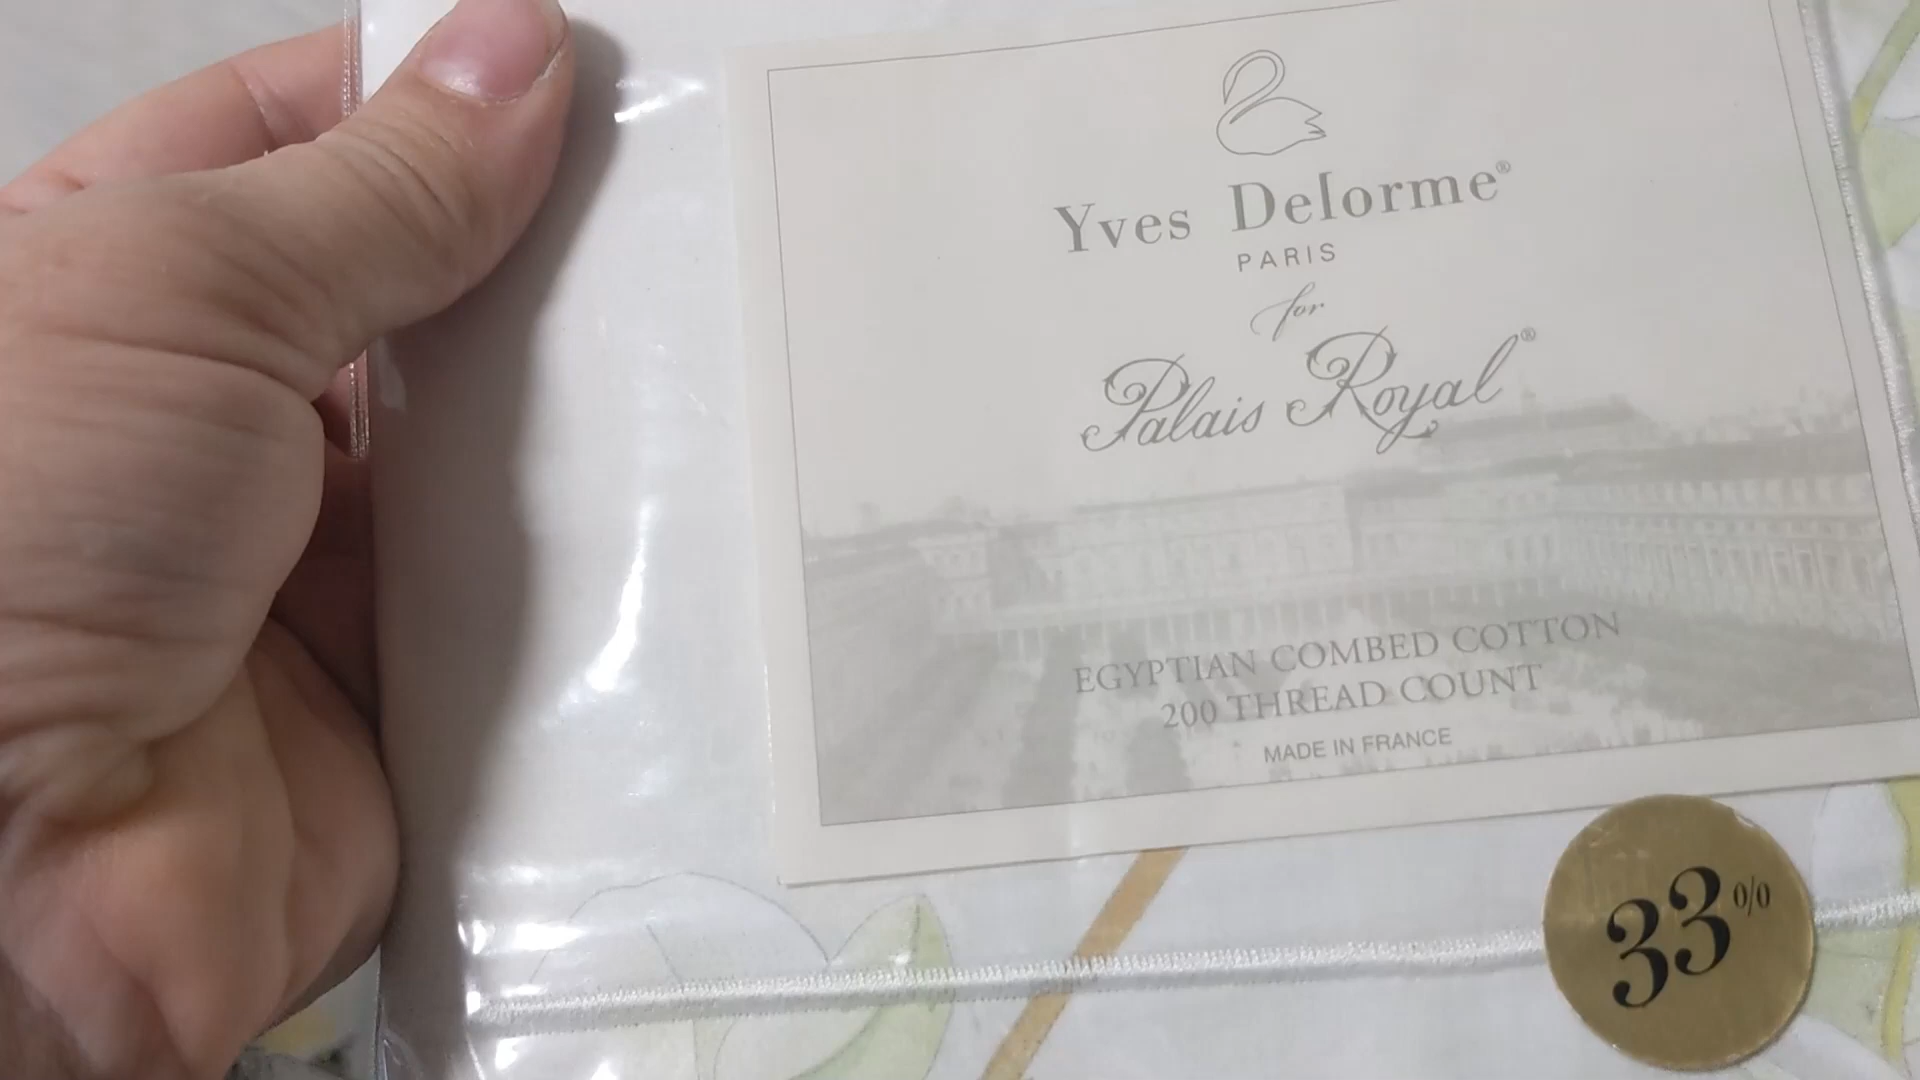 Yves Delorme®
PARIS
for
Palais Royal®
EGYPTIAN COMBED COTTON
200 THREAD COUNT
MADE IN FRANCE
33%